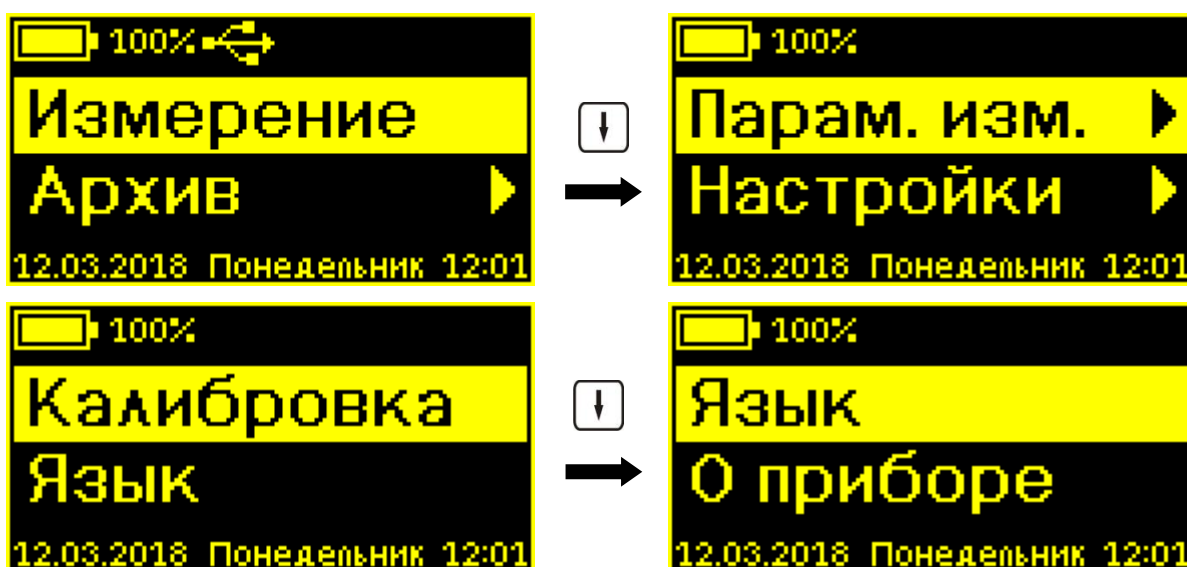 100%
Измерение
Архив
12.03.2018 Понедельник 12:01
100%
Парам. изм.
Настройки
12.03.2018 Понедельник 12:01
100%
Калибровка
Язык
12.03.2018 Понедельник 12:01
100%
Язык
О приборе
12.03.2018 Понедельник 12:01